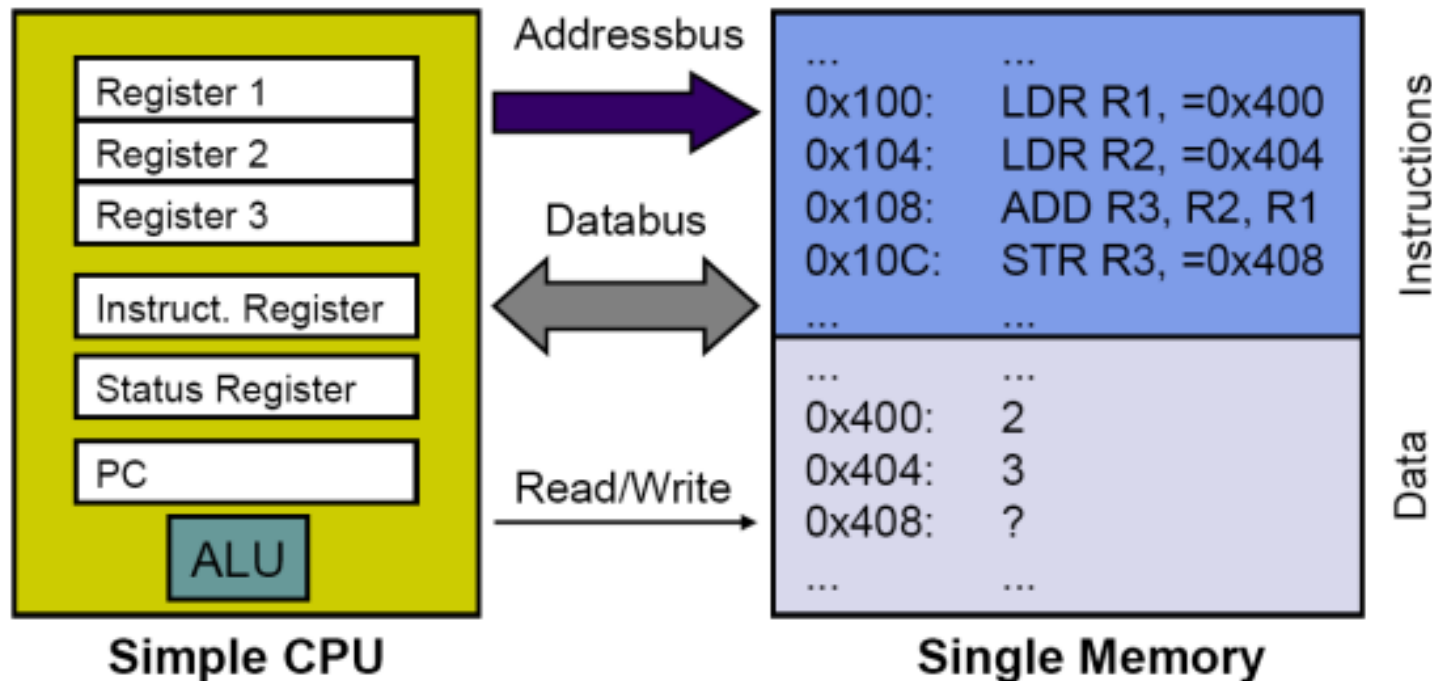 Register 1
Register 2
Register 3
Instruct. Register
Status Register
PC
ALU
Simple CPU
Addressbus
Databus
Read/Write
... ...
0x100: LDR R1, =0x400
0x104: LDR R2, =0x404
0x108: ADD R3, R2, R1
0x10C: STR R3, =0x408
... ...
Instructions
... ...
0x400: 2
0x404: 3
0x408: ?
... ...
Data
Single Memory